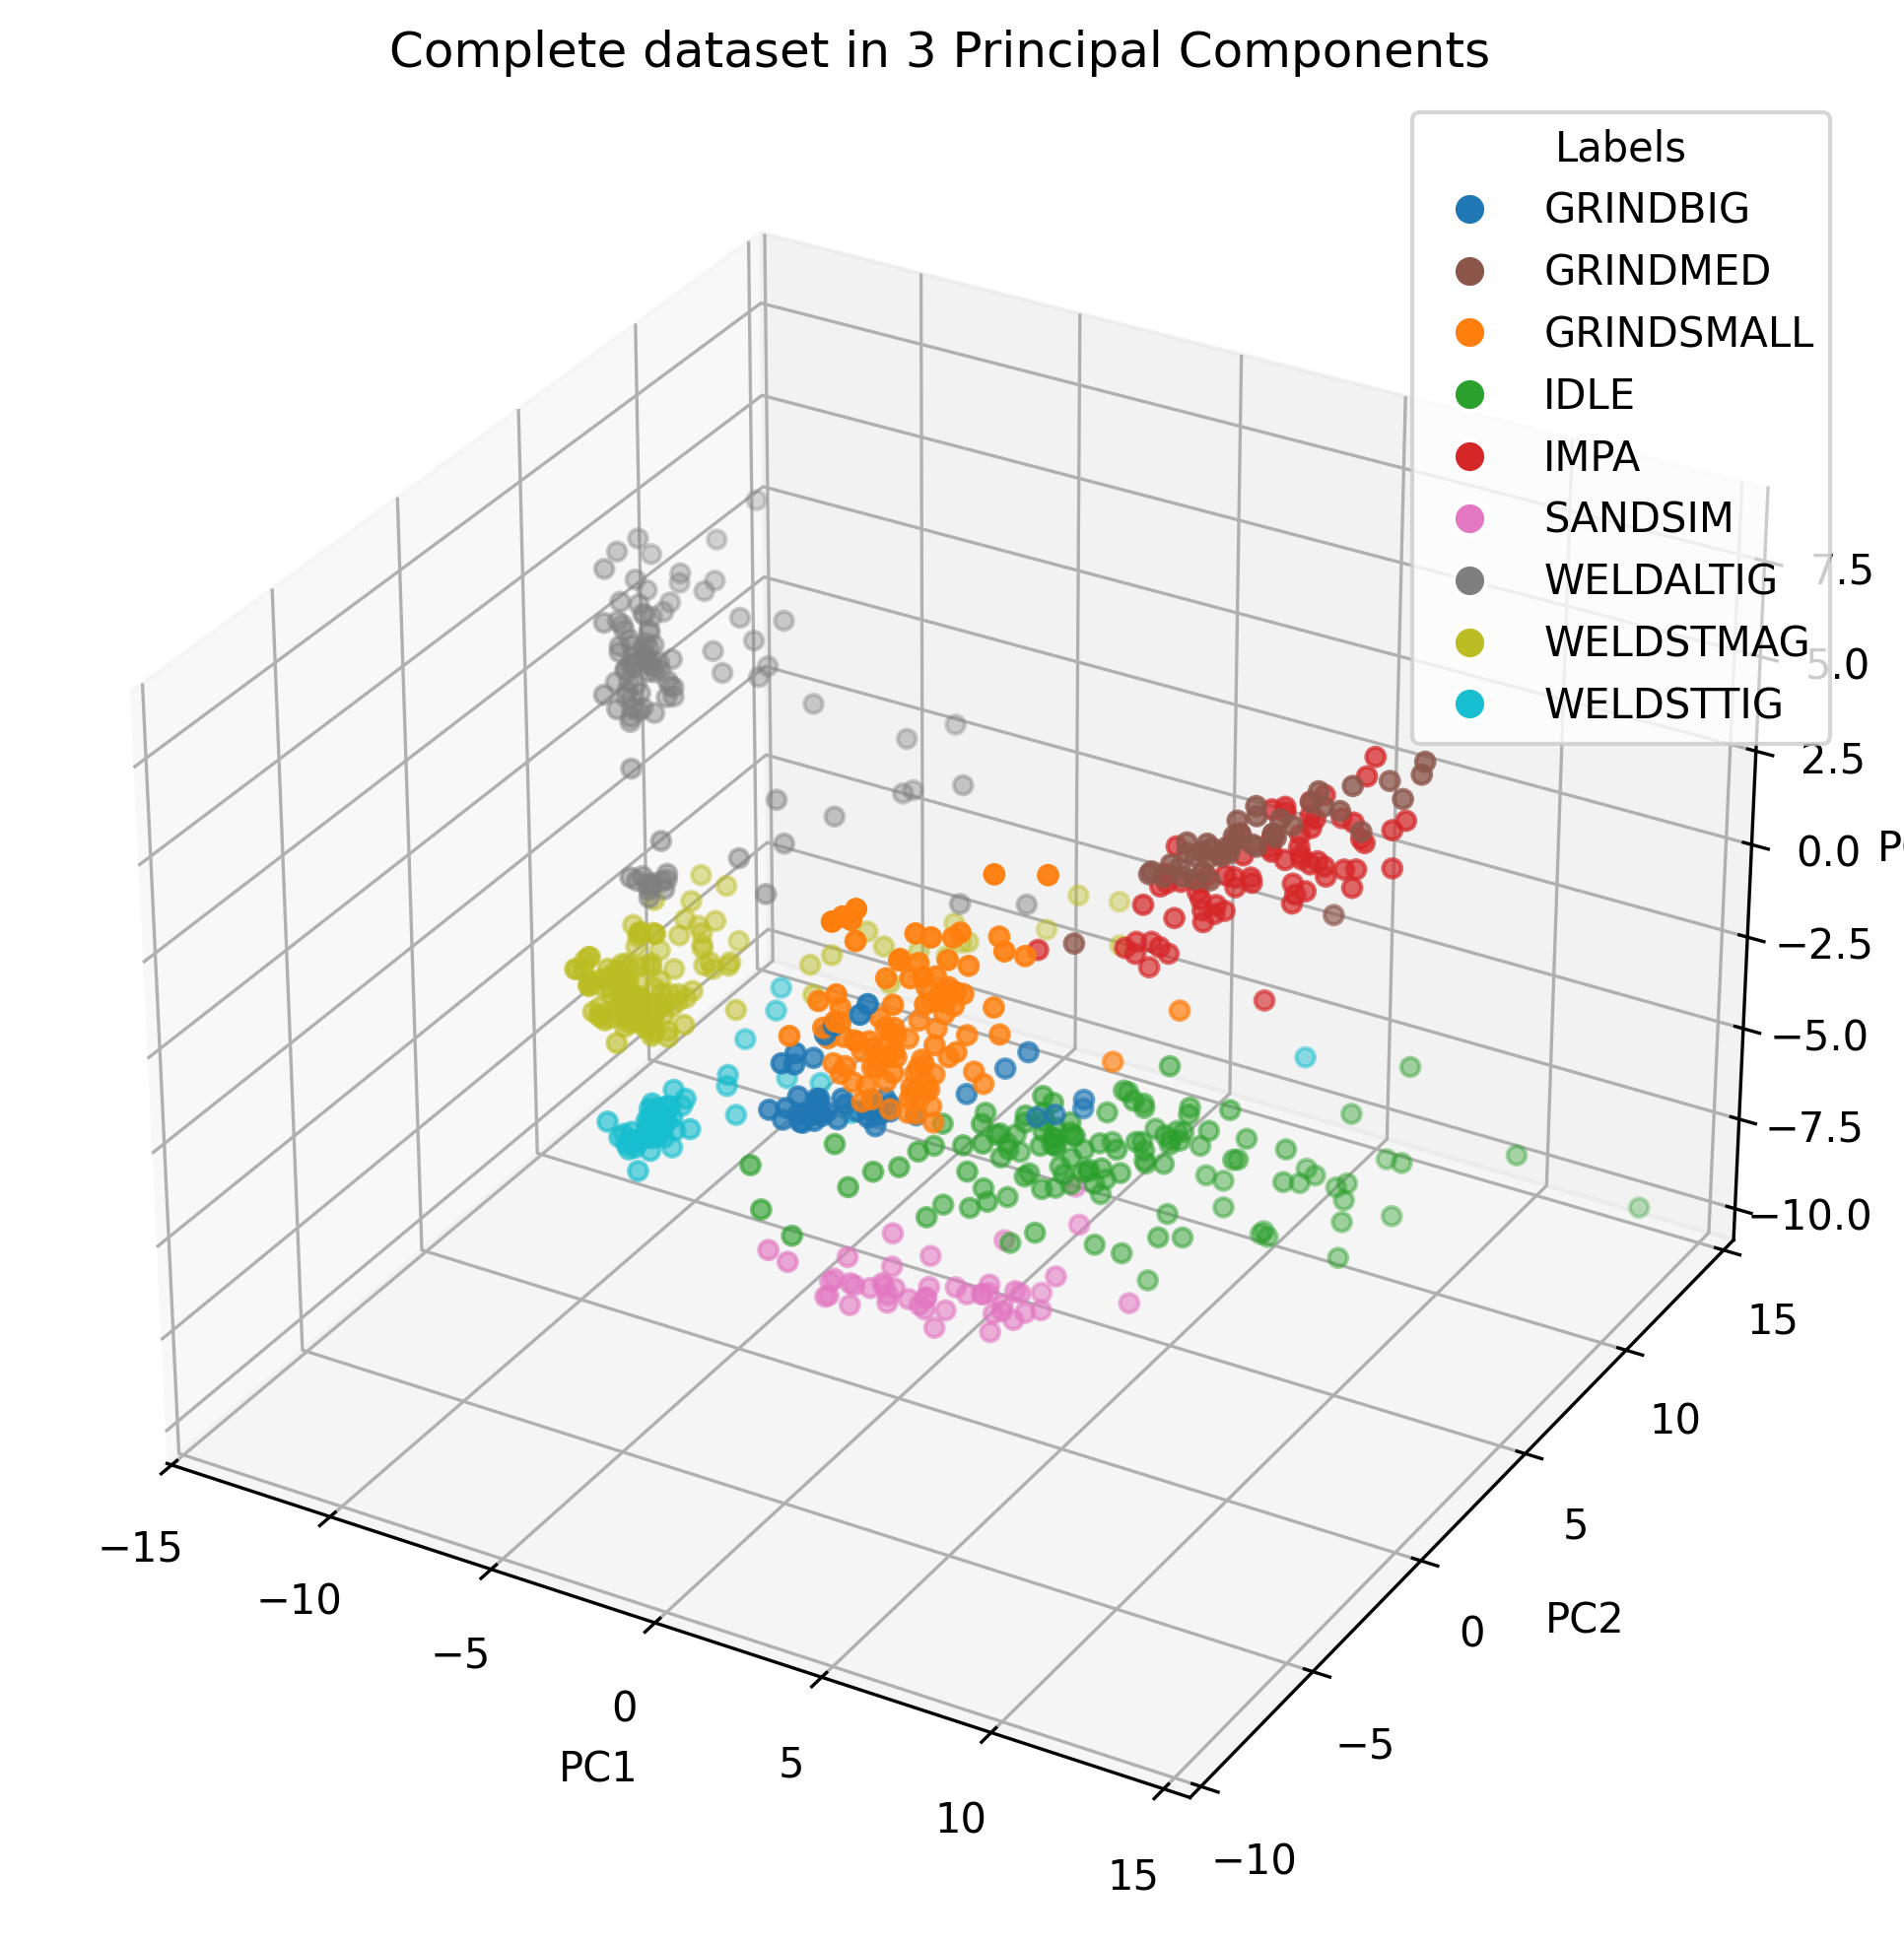 Complete dataset in 3 Principal Components
Labels
GRINDBIG
GRINDMED
GRINDSMALL
IDLE
IMPA
SANDSIM
WELDALTIG
WELDSTMAG
WELDSTTIG
7.5
5.0
2.5
0.0
−2.5
−5.0
−7.5
−10.0
15
10
5
0
−5
−10
PC2
−15
−10
−5
0
5
10
15
PC1